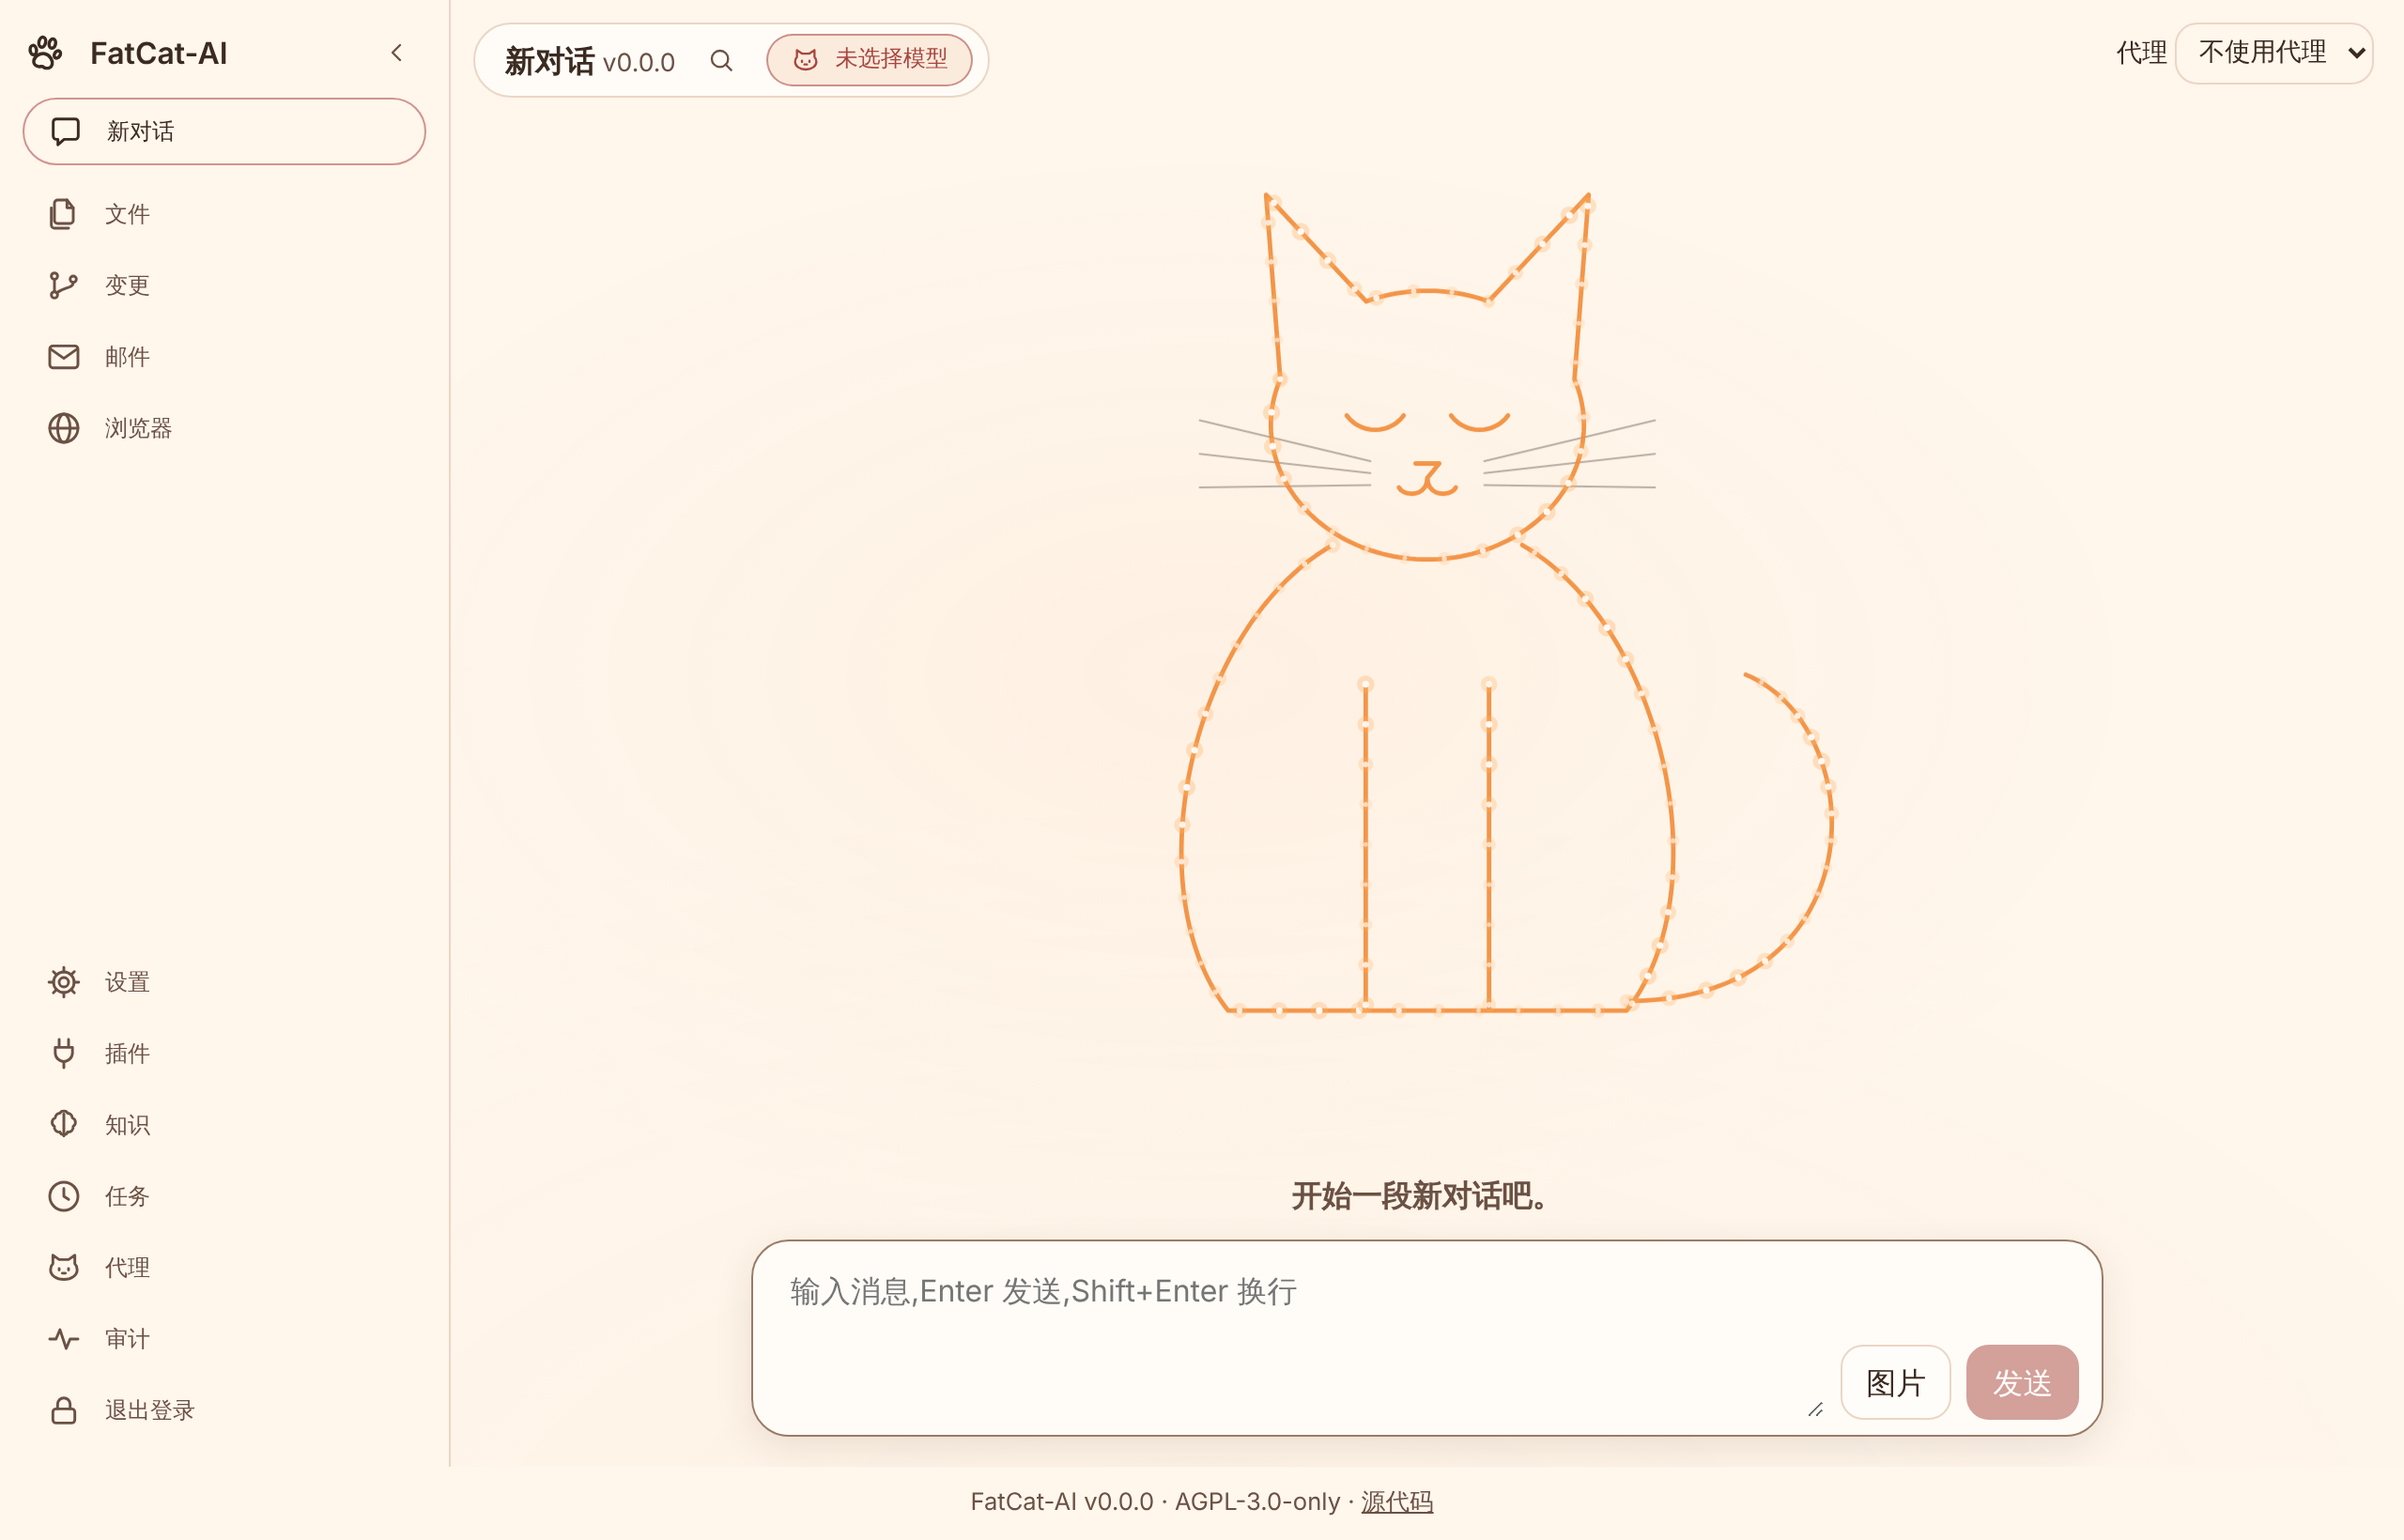 FatCat-AI
新对话
文件
变更
邮件
浏览器
设置
插件
知识
任务
代理
审计
退出登录
新对话 v0.0.0 未选择模型
代理 不使用代理
开始一段新对话吧。
输入消息,Enter 发送,Shift+Enter 换行
图片 发送
FatCat-AI v0.0.0 · AGPL-3.0-only · 源代码